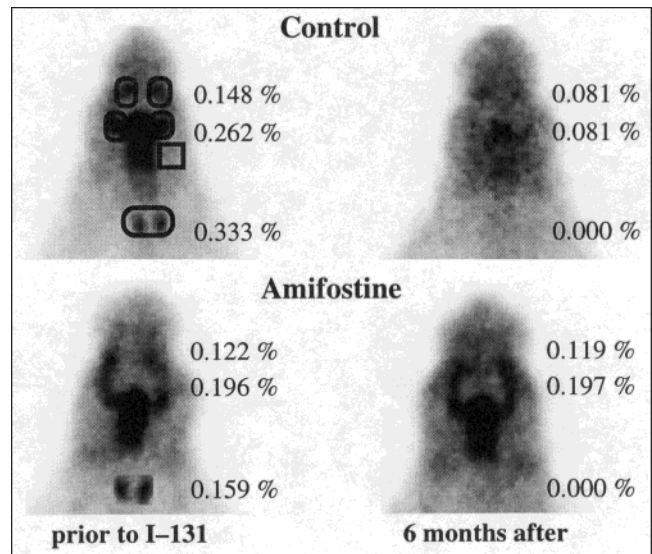 Control
0.148 % 0.081 %
0.262 % 0.081 %
0.333 % 0.000 %
Amifostine
0.122 % 0.119 %
0.196 % 0.197 %
0.159 % 0.000 %
prior to I–131 6 months after